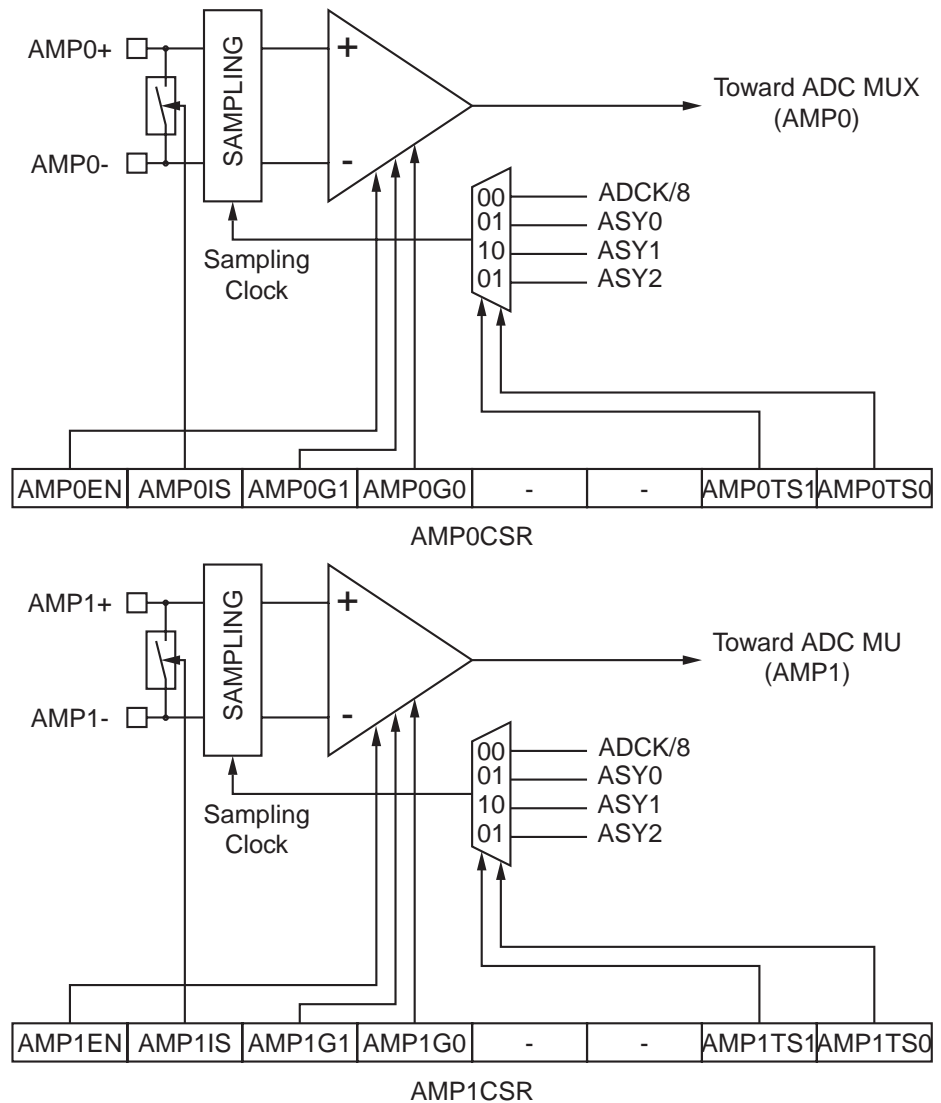 AMP0+
SAMPLING
+
Toward ADC MUX
(AMP0)
AMP0-
-
00 ADCK/8
01 ASY0
10 ASY1
01 ASY2
Sampling
Clock
AMP0EN AMP0IS AMP0G1 AMP0G0 - - AMP0TS1 AMP0TS0
AMP0CSR
AMP1+
SAMPLING
+
Toward ADC MU
(AMP1)
AMP1-
-
00 ADCK/8
01 ASY0
10 ASY1
01 ASY2
Sampling
Clock
AMP1EN AMP1IS AMP1G1 AMP1G0 - - AMP1TS1 AMP1TS0
AMP1CSR